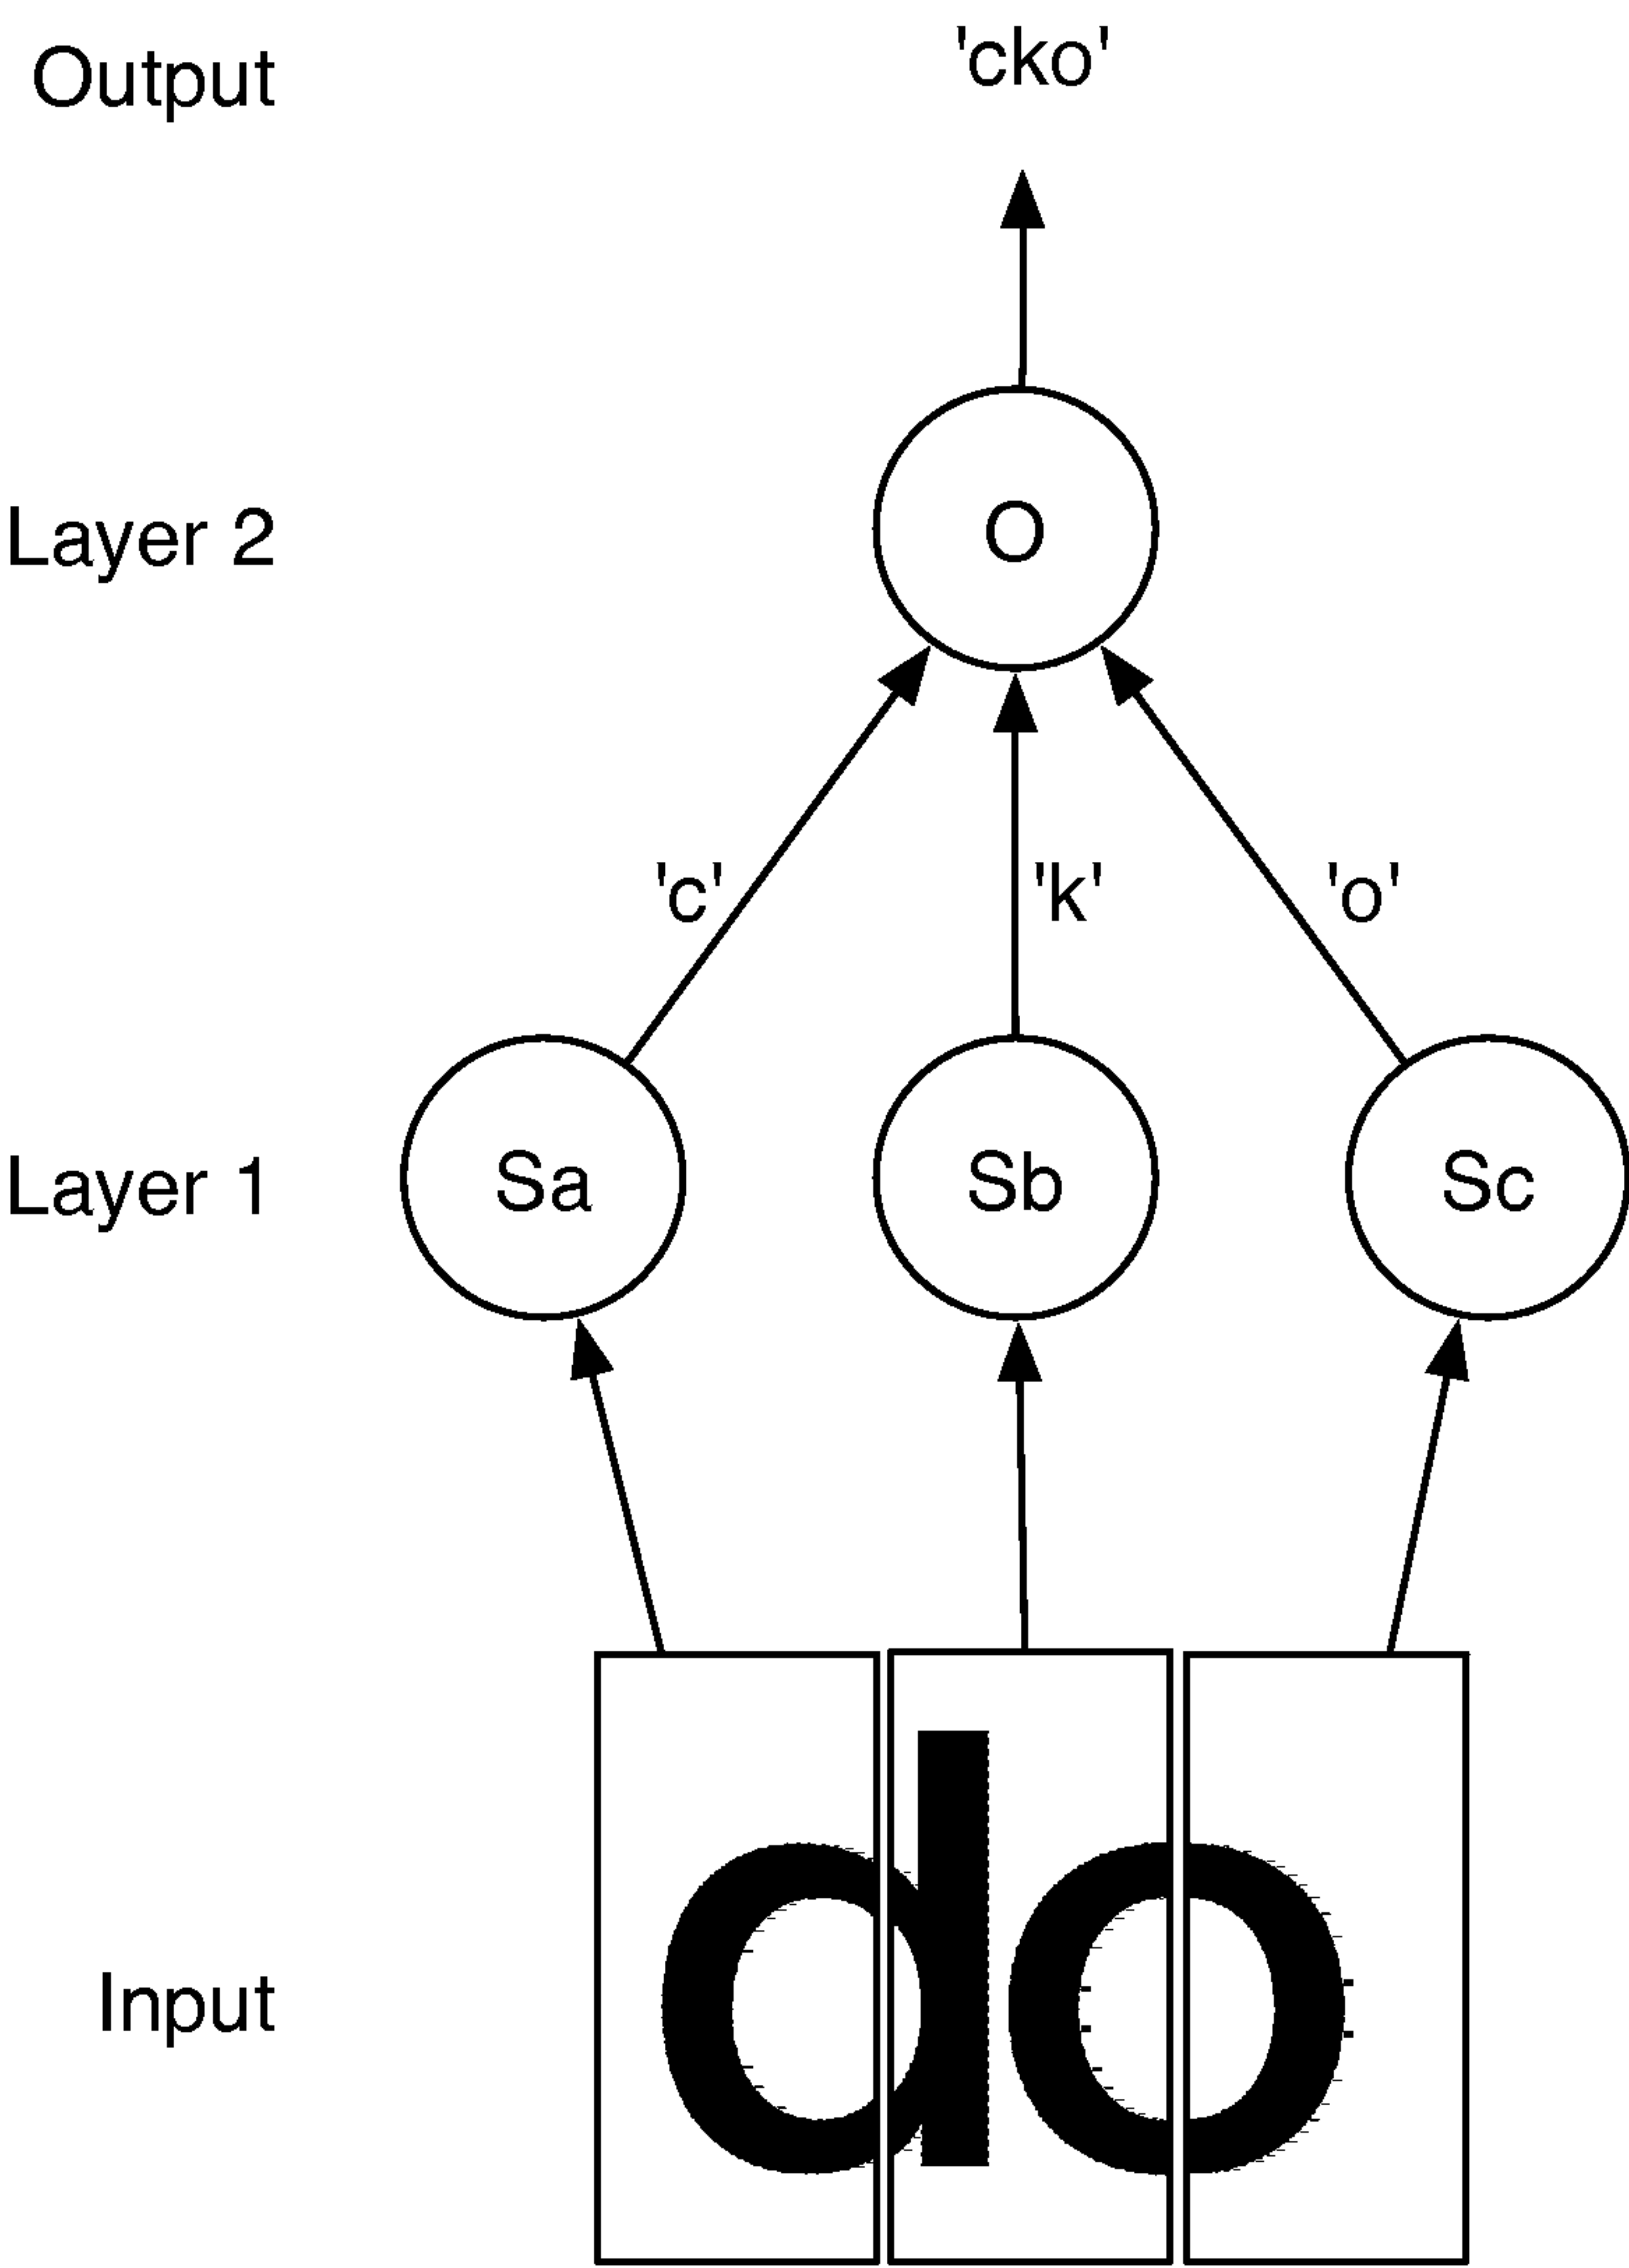 Output 'cko'
Layer 2 O
'c' 'k' 'o'
Layer 1 Sa Sb Sc
Input do